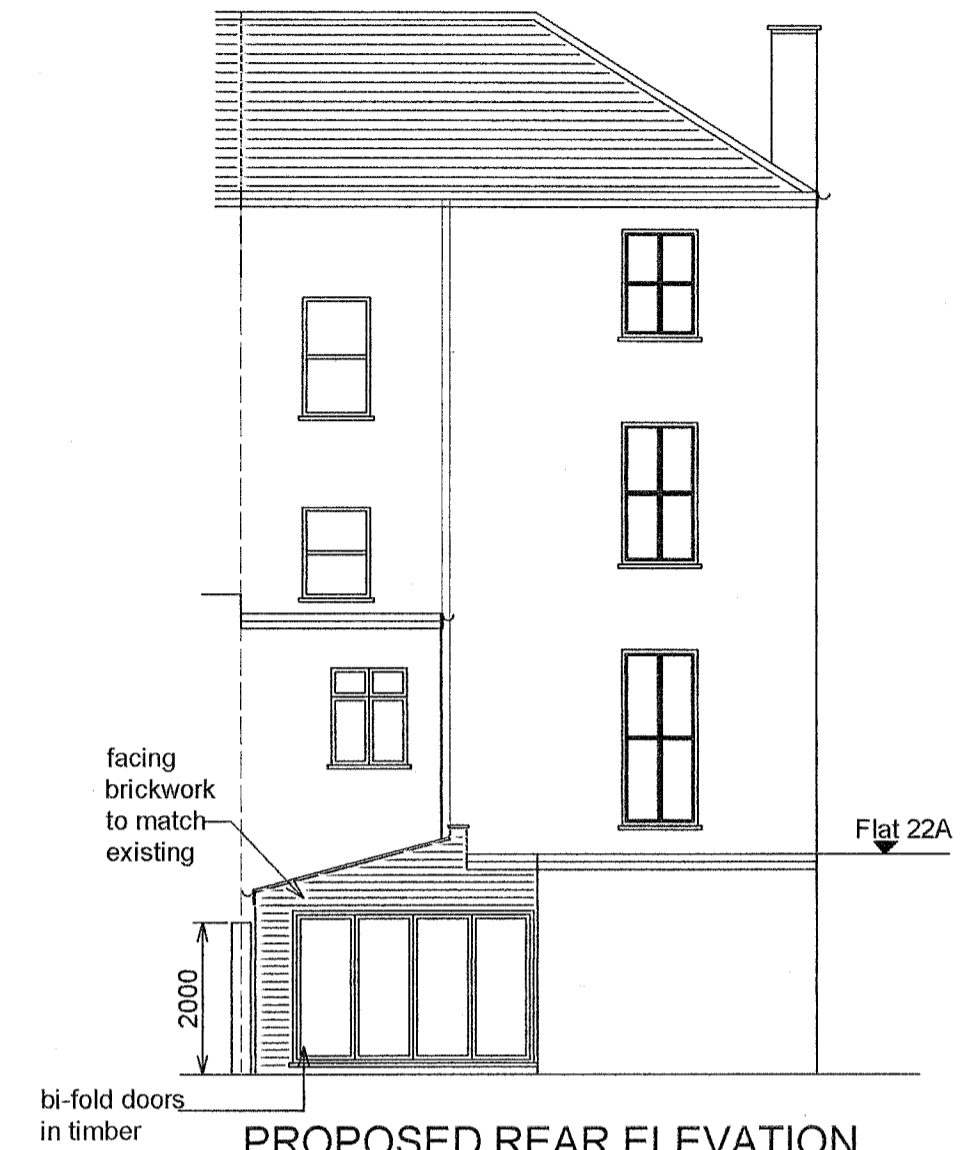 facing
brickwork
to match
existing
Flat 22A
2000
bi-fold doors
in timber
PROPOSED REAR ELEVATION